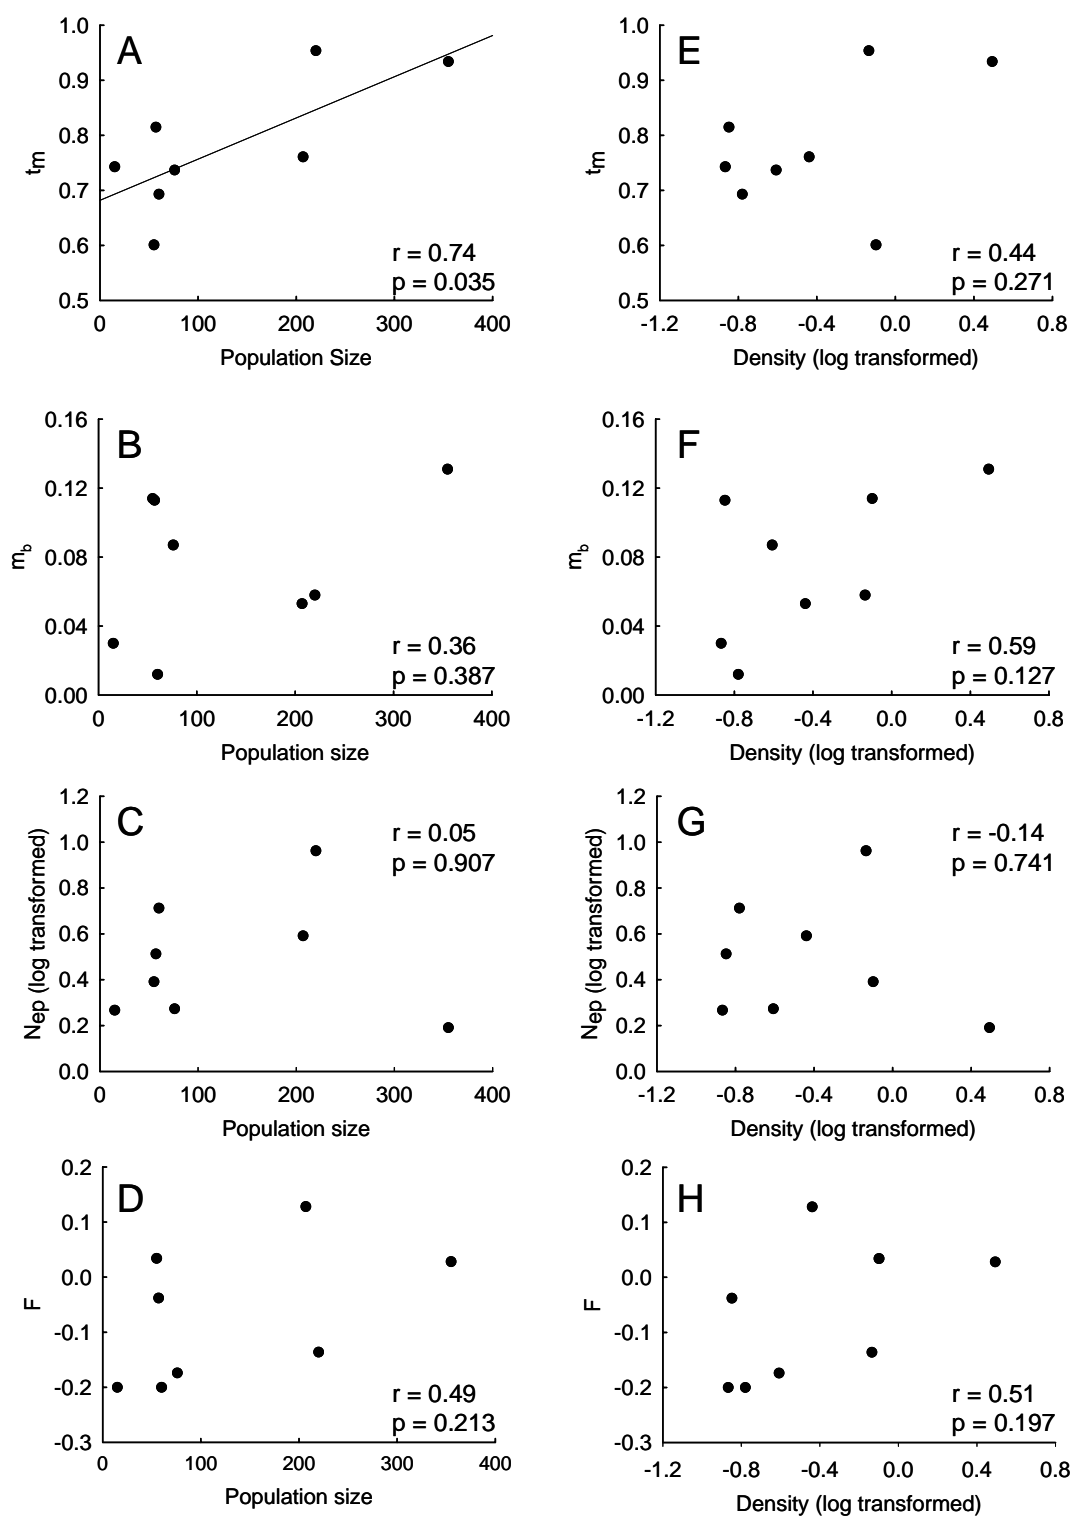 A
1.0
0.9
0.8
0.7
0.6
0.5
tm
r = 0.74
p = 0.035
0 100 200 300 400
Population Size
E
1.0
0.9
0.8
0.7
0.6
0.5
tm
r = 0.44
p = 0.271
-1.2 -0.8 -0.4 0.0 0.4 0.8
Density (log transformed)
B
0.16
0.12
0.08
0.04
0.00
mb
r = 0.36
p = 0.387
0 100 200 300 400
Population size
F
0.16
0.12
0.08
0.04
0.00
mb
r = 0.59
p = 0.127
-1.2 -0.8 -0.4 0.0 0.4 0.8
Density (log transformed)
C
1.2
1.0
0.8
0.6
0.4
0.2
0.0
Nep (log transformed)
r = 0.05
p = 0.907
0 100 200 300 400
Population size
G
1.2
1.0
0.8
0.6
0.4
0.2
0.0
Nep (log transformed)
r = -0.14
p = 0.741
-1.2 -0.8 -0.4 0.0 0.4 0.8
Density (log transformed)
D
0.2
0.1
0.0
-0.1
-0.2
-0.3
F
r = 0.49
p = 0.213
0 100 200 300 400
Population size
H
0.2
0.1
0.0
-0.1
-0.2
-0.3
F
r = 0.51
p = 0.197
-1.2 -0.8 -0.4 0.0 0.4 0.8
Density (log transformed)